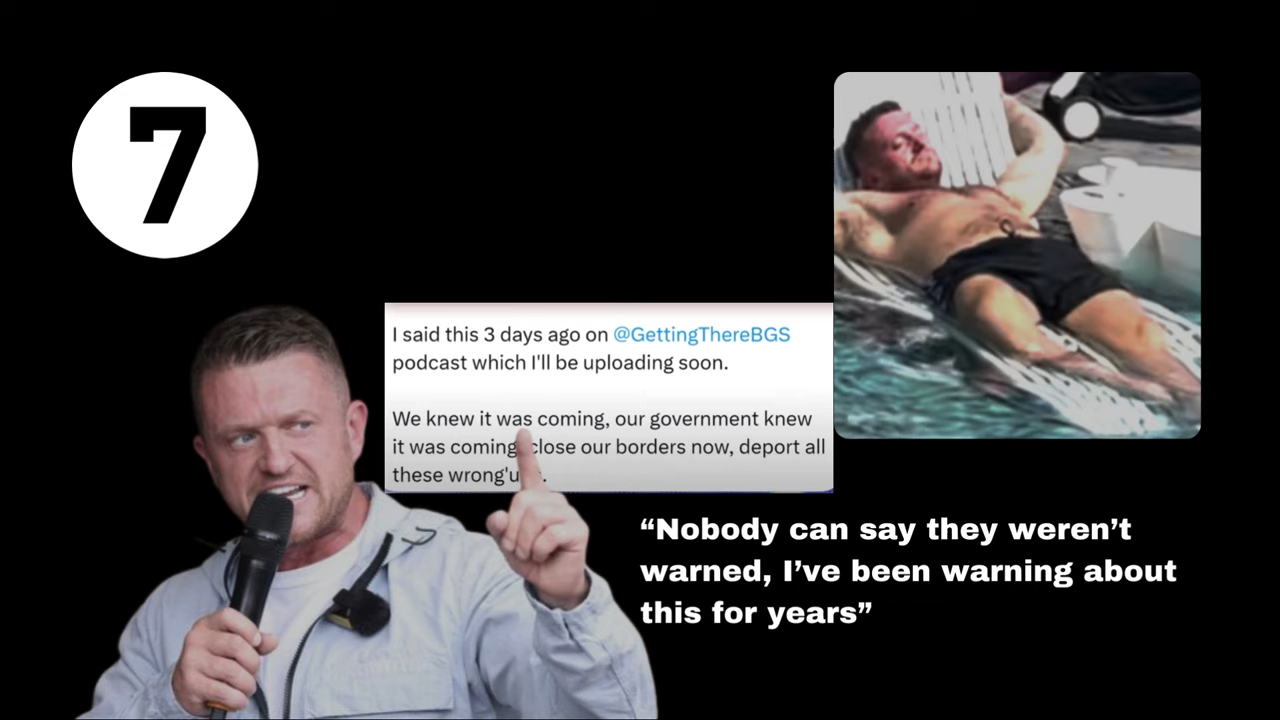 7
I said this 3 days ago on @GettingThereBGS
podcast which I'll be uploading soon.
We knew it was coming, our government knew
it was coming, close our borders now, deport all
these
“Nobody can say they weren’t
warned, I’ve been warning about
this for years”